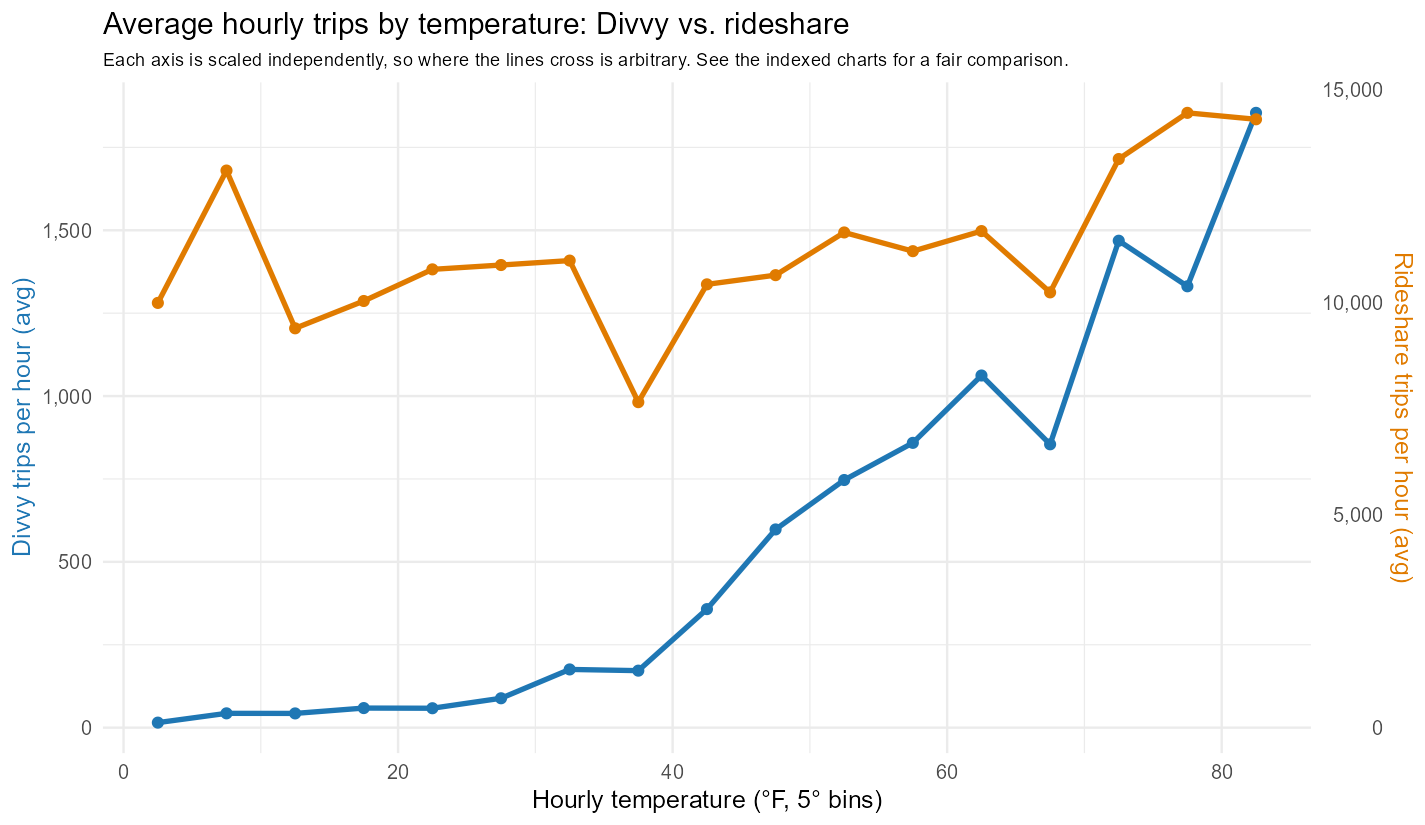 Average hourly trips by temperature: Divvy vs. rideshare
Each axis is scaled independently, so where the lines cross is arbitrary. See the indexed charts for a fair comparison.
Divvy trips per hour (avg)
1,500
1,000
500
0
15,000
10,000
5,000
0
Rideshare trips per hour (avg)
0
20
40
60
80
Hourly temperature (°F, 5° bins)